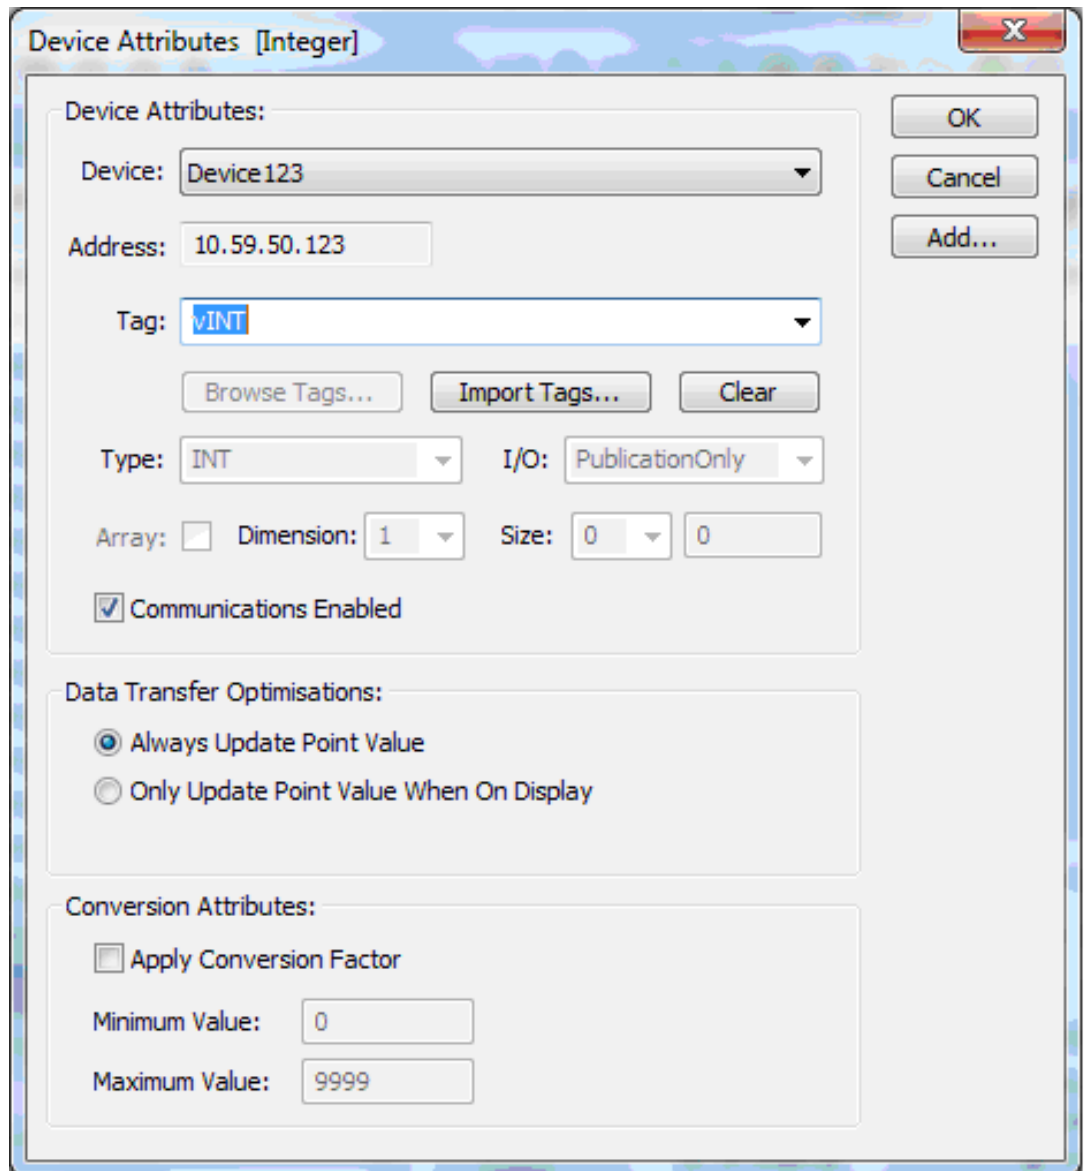 Device Attributes [Integer]
X
Device Attributes:
OK
Device: Device123
Cancel
Address: 10.59.50.123
Add...
Tag: vINT
Browse Tags... Import Tags... Clear
Type: INT I/O: PublicationOnly
Array: Dimension: 1 Size: 0 0
Communications Enabled
Data Transfer Optimisations:
Always Update Point Value
Only Update Point Value When On Display
Conversion Attributes:
Apply Conversion Factor
Minimum Value: 0
Maximum Value: 9999